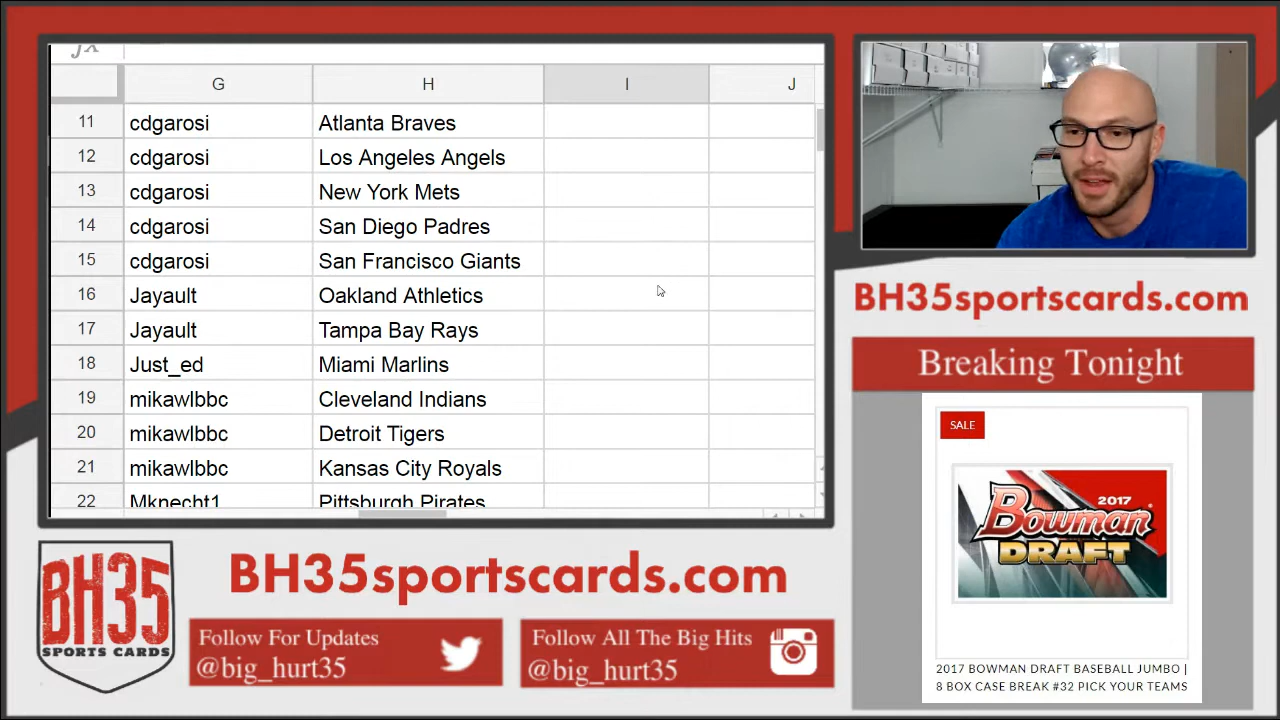 fx
G H I J
11 cdgarosi Atlanta Braves
12 cdgarosi Los Angeles Angels
13 cdgarosi New York Mets
14 cdgarosi San Diego Padres
15 cdgarosi San Francisco Giants
16 Jayault Oakland Athletics
17 Jayault Tampa Bay Rays
18 Just_ed Miami Marlins
19 mikawlbbc Cleveland Indians
20 mikawlbbc Detroit Tigers
21 mikawlbbc Kansas City Royals
22 Mknecht1 Pittsburgh Pirates
BH35sportscards.com
Breaking Tonight
SALE
2017
Bowman
DRAFT
2017 BOWMAN DRAFT BASEBALL JUMBO |
8 BOX CASE BREAK #32 PICK YOUR TEAMS
BH35
SPORTS CARDS
BH35sportscards.com
Follow For Updates
@big_hurt35
Follow All The Big Hits
@big_hurt35